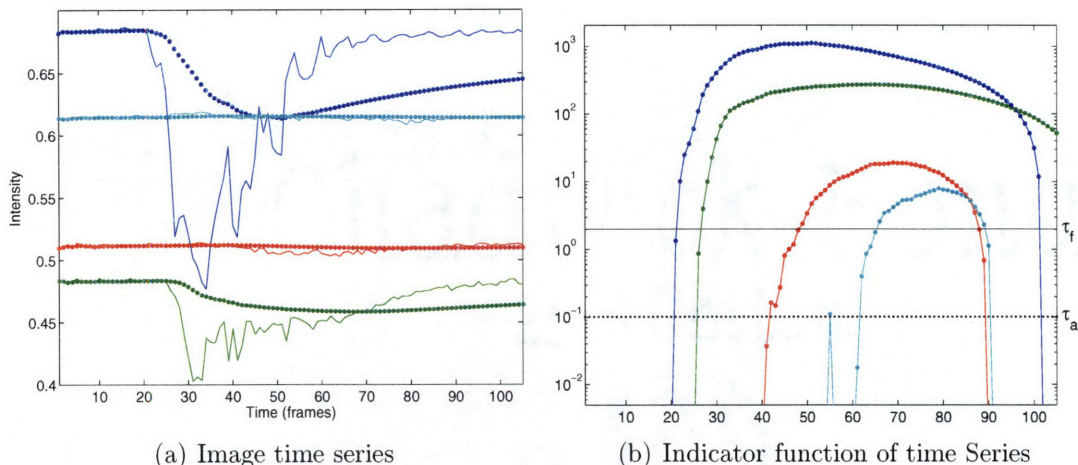 0.65
0.6
0.55
0.5
0.45
0.4
Intensity
10 20 30 40 50 60 70 80 90 100
Time (frames)
(a) Image time series
10³
10²
10¹
10⁰
10⁻¹
10⁻²
τf
τa
10 20 30 40 50 60 70 80 90 100
(b) Indicator function of time Series